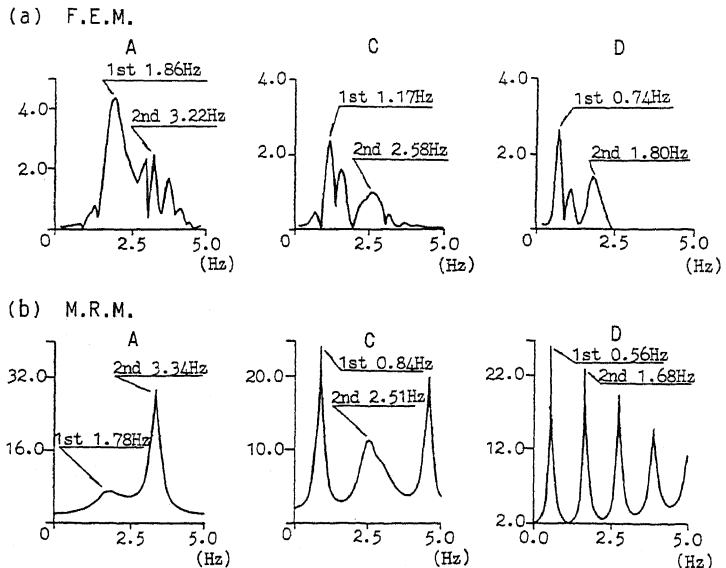 (a) F.E.M.
A
1st 1.86Hz
2nd 3.22Hz
4.0
2.0
0
2.5
5.0
(Hz)
C
1st 1.17Hz
2nd 2.58Hz
4.0
2.0
0
2.5
5.0
(Hz)
D
1st 0.74Hz
2nd 1.80Hz
4.0
2.0
0
2.5
5.0
(Hz)
(b) M.R.M.
A
2nd 3.34Hz
1st 1.78Hz
32.0
16.0
0
2.5
5.0
(Hz)
C
1st 0.84Hz
2nd 2.51Hz
20.0
10.0
0
2.5
5.0
(Hz)
D
1st 0.56Hz
2nd 1.68Hz
22.0
12.0
2.0
0
2.5
5.0
(Hz)